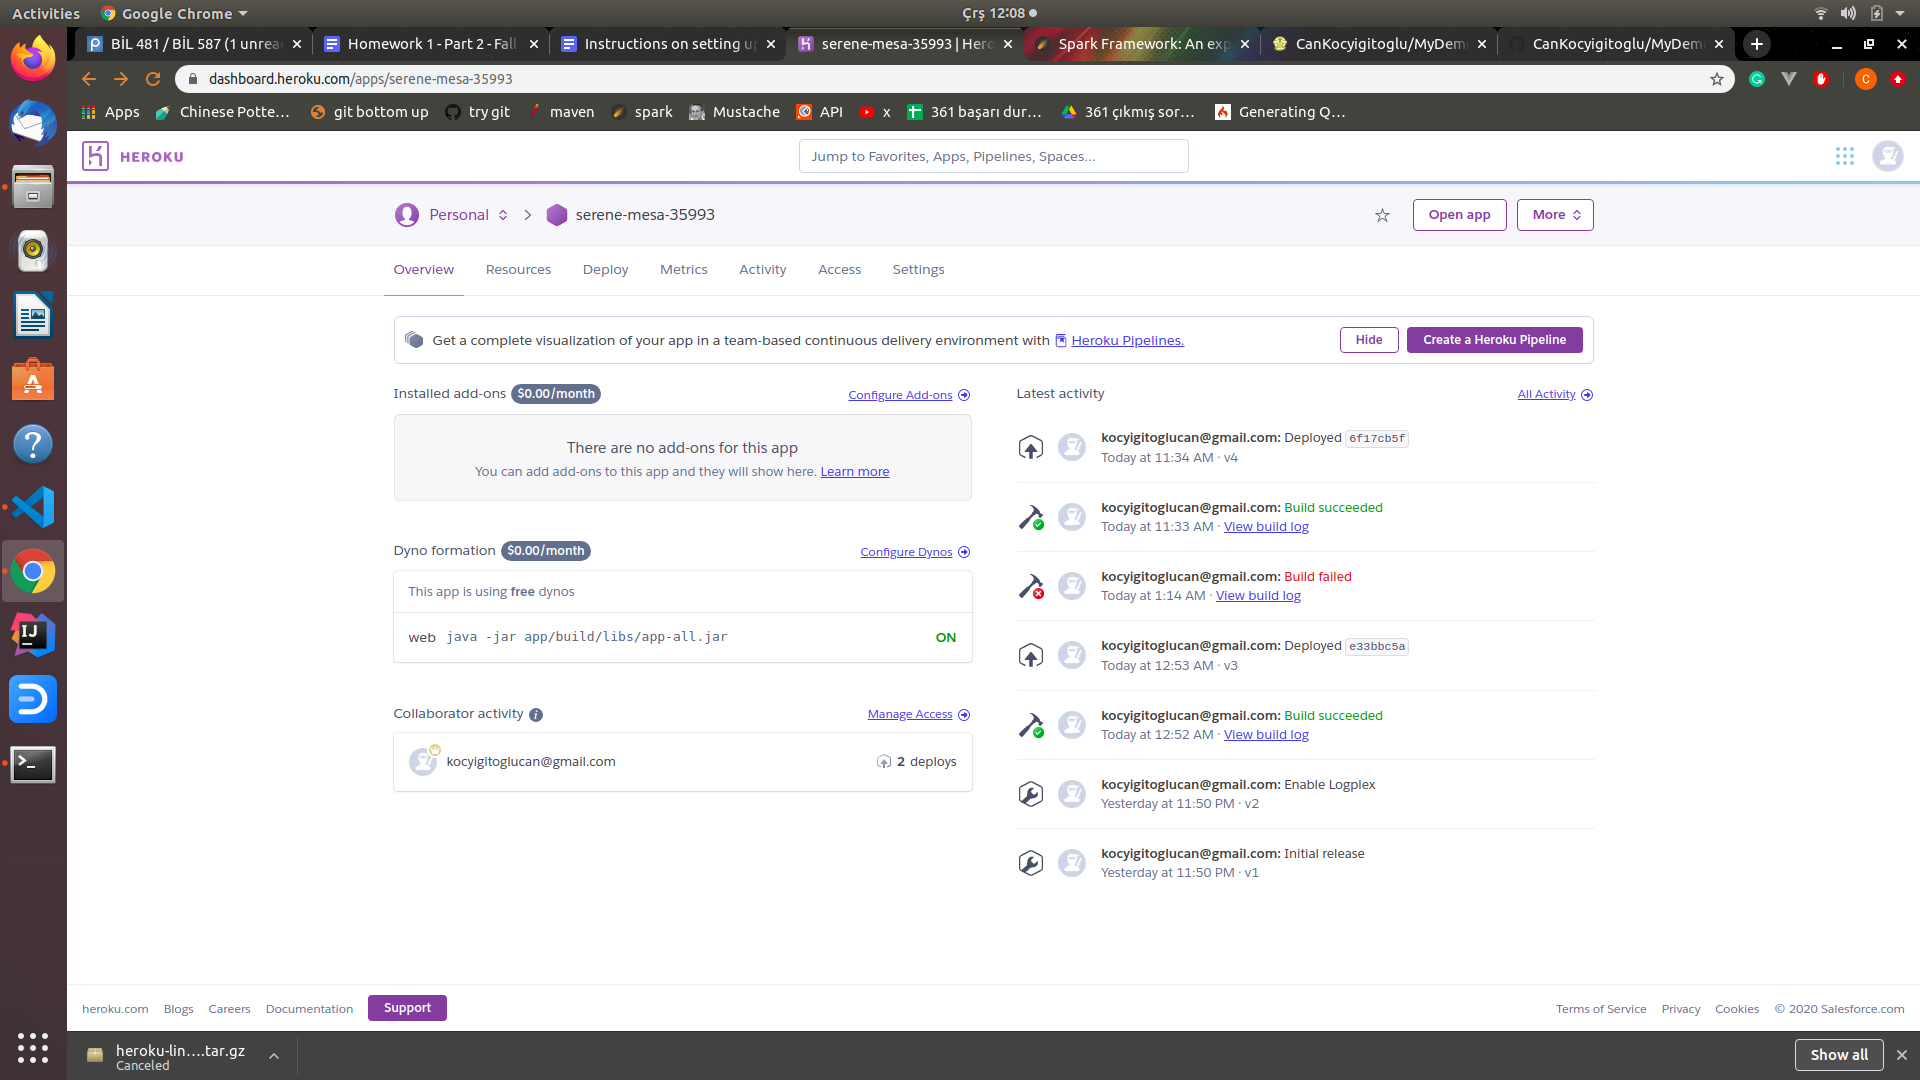 Activities
Google Chrome
Çrş 12:08
BİL 481 / BİL 587 (1 unrea
Homework 1 - Part 2 - Fall
Instructions on setting up
serene-mesa-35993 | Hero
Spark Framework: An exp
CanKocyigitoglu/MyDem
CanKocyigitoglu/MyDem
dashboard.heroku.com/apps/serene-mesa-35993
C
Apps
Chinese Potte...
git bottom up
try git
maven
spark
Mustache
API
x
361 başarı dur...
361 çıkmış sor...
Generating Q...
HEROKU
Jump to Favorites, Apps, Pipelines, Spaces...
Personal
serene-mesa-35993
Open app
More
Overview
Resources
Deploy
Metrics
Activity
Access
Settings
Get a complete visualization of your app in a team-based continuous delivery environment with Heroku Pipelines.
Hide
Create a Heroku Pipeline
Installed add-ons $0.00/month
Configure Add-ons
There are no add-ons for this app
You can add add-ons to this app and they will show here. Learn more
Dyno formation $0.00/month
Configure Dynos
This app is using free dynos
web java -jar app/build/libs/app-all.jar
ON
Collaborator activity
Manage Access
kocyigitoglucan@gmail.com
2 deploys
Latest activity
All Activity
kocyigitoglucan@gmail.com: Deployed 6f17cb5f
Today at 11:34 AM · v4
kocyigitoglucan@gmail.com: Build succeeded
Today at 11:33 AM · View build log
kocyigitoglucan@gmail.com: Build failed
Today at 1:14 AM · View build log
kocyigitoglucan@gmail.com: Deployed e33bbc5a
Today at 12:53 AM · v3
kocyigitoglucan@gmail.com: Build succeeded
Today at 12:52 AM · View build log
kocyigitoglucan@gmail.com: Enable Logplex
Yesterday at 11:50 PM · v2
kocyigitoglucan@gmail.com: Initial release
Yesterday at 11:50 PM · v1
heroku.com
Blogs
Careers
Documentation
Support
Terms of Service
Privacy
Cookies
© 2020 Salesforce.com
heroku-lin....tar.gz
Canceled
Show all